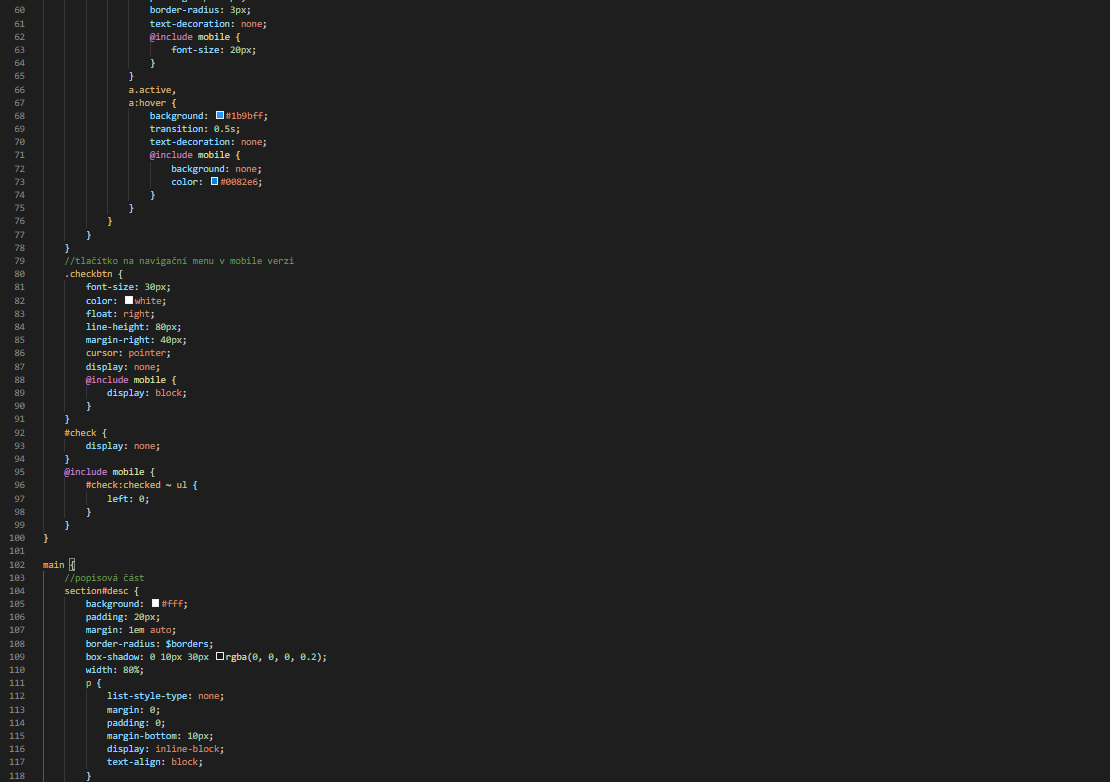 60 border-radius: 3px;
61 text-decoration: none;
62 @include mobile {
63 font-size: 20px;
64 }
65 }
66 a.active,
67 a:hover {
68 background: #1b9bff;
69 transition: 0.5s;
70 text-decoration: none;
71 @include mobile {
72 background: none;
73 color: #0082e6;
74 }
75 }
76 }
77 }
78 }
79 //tlačítko na navigační menu v mobile verzi
80 .checkbtn {
81 font-size: 30px;
82 color: white;
83 float: right;
84 line-height: 80px;
85 margin-right: 40px;
86 cursor: pointer;
87 display: none;
88 @include mobile {
89 display: block;
90 }
91 }
92 #check {
93 display: none;
94 }
95 @include mobile {
96 #check:checked ~ ul {
97 left: 0;
98 }
99 }
100 }
101
102 main {
103 //popisová část
104 section#desc {
105 background: #fff;
106 padding: 20px;
107 margin: 1em auto;
108 border-radius: $borders;
109 box-shadow: 0 10px 30px rgba(0, 0, 0, 0.2);
110 width: 80%;
111 p {
112 list-style-type: none;
113 margin: 0;
114 padding: 0;
115 margin-bottom: 10px;
116 display: inline-block;
117 text-align: block;
118 }